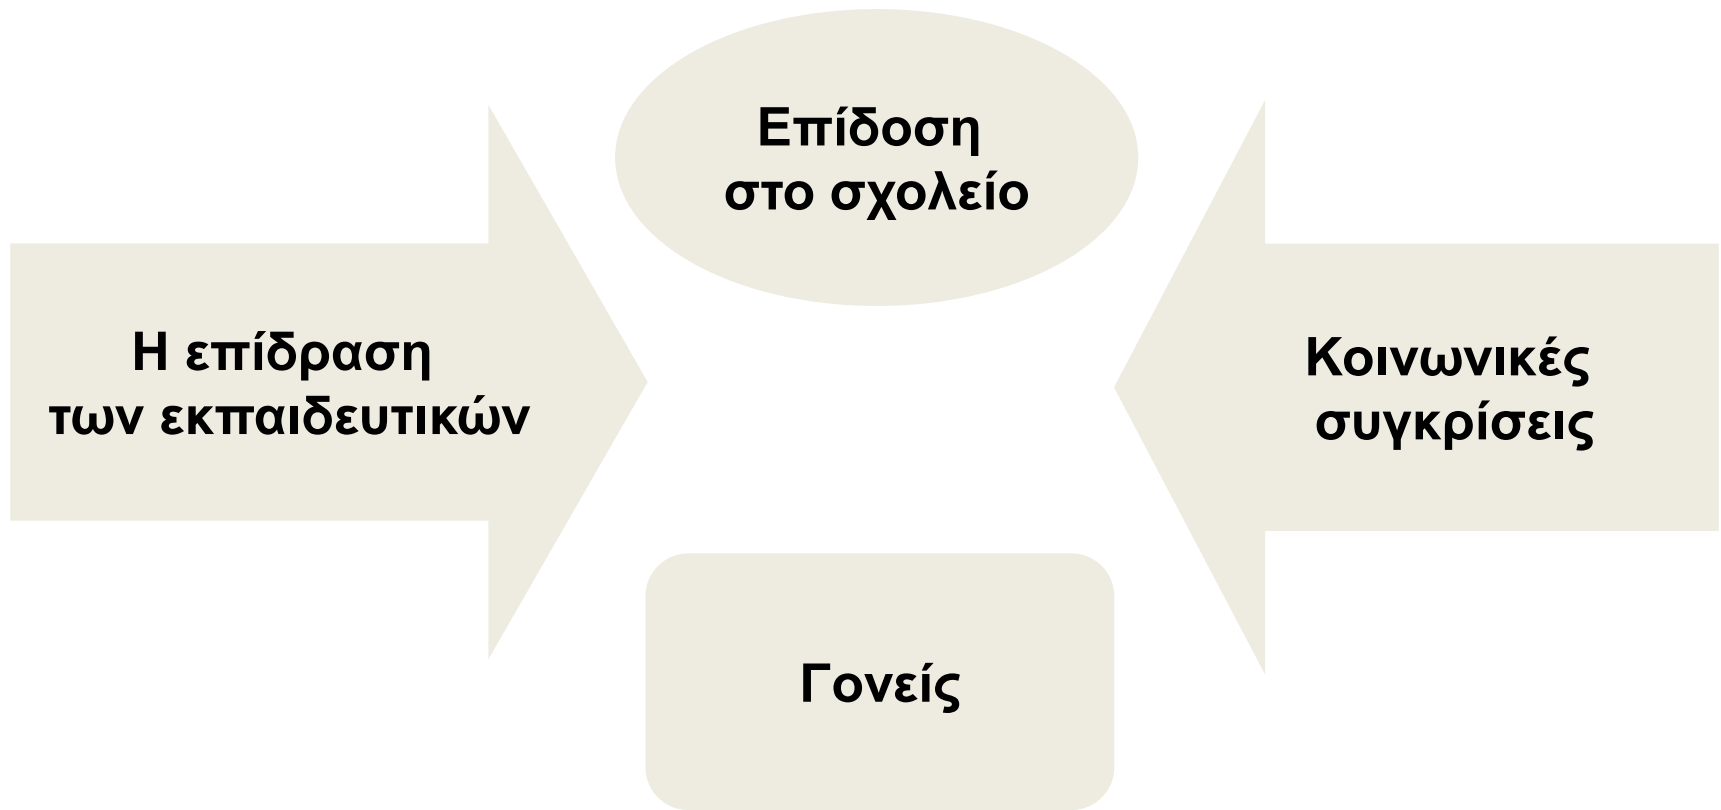 Επίδοση
στο σχολείο
Η επίδραση
των εκπαιδευτικών
Κοινωνικές
συγκρίσεις
Γονείς